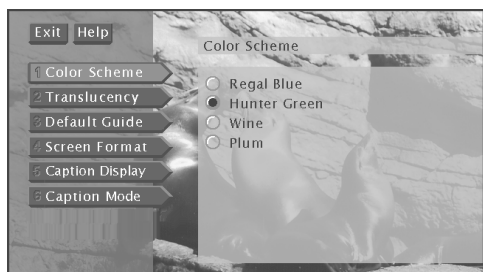 Exit Help
Color Scheme
1 Color Scheme
2 Translucency
3 Default Guide
4 Screen Format
5 Caption Display
6 Caption Mode
Regal Blue
Hunter Green
Wine
Plum